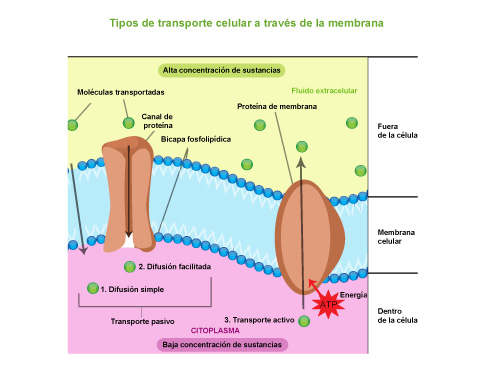 Tipos de transporte celular a través de la membrana
Alta concentración de sustancias
Moléculas transportadas
Fluido extracelular
Proteína de membrana
Canal de
proteína
Bicapa fosfolipídica
Fuera
de la célula
Membrana
celular
2. Difusión facilitada
1. Difusión simple
Energía
ATP
Transporte pasivo
3. Transporte activo
Dentro
de la célula
CITOPLASMA
Baja concentración de sustancias